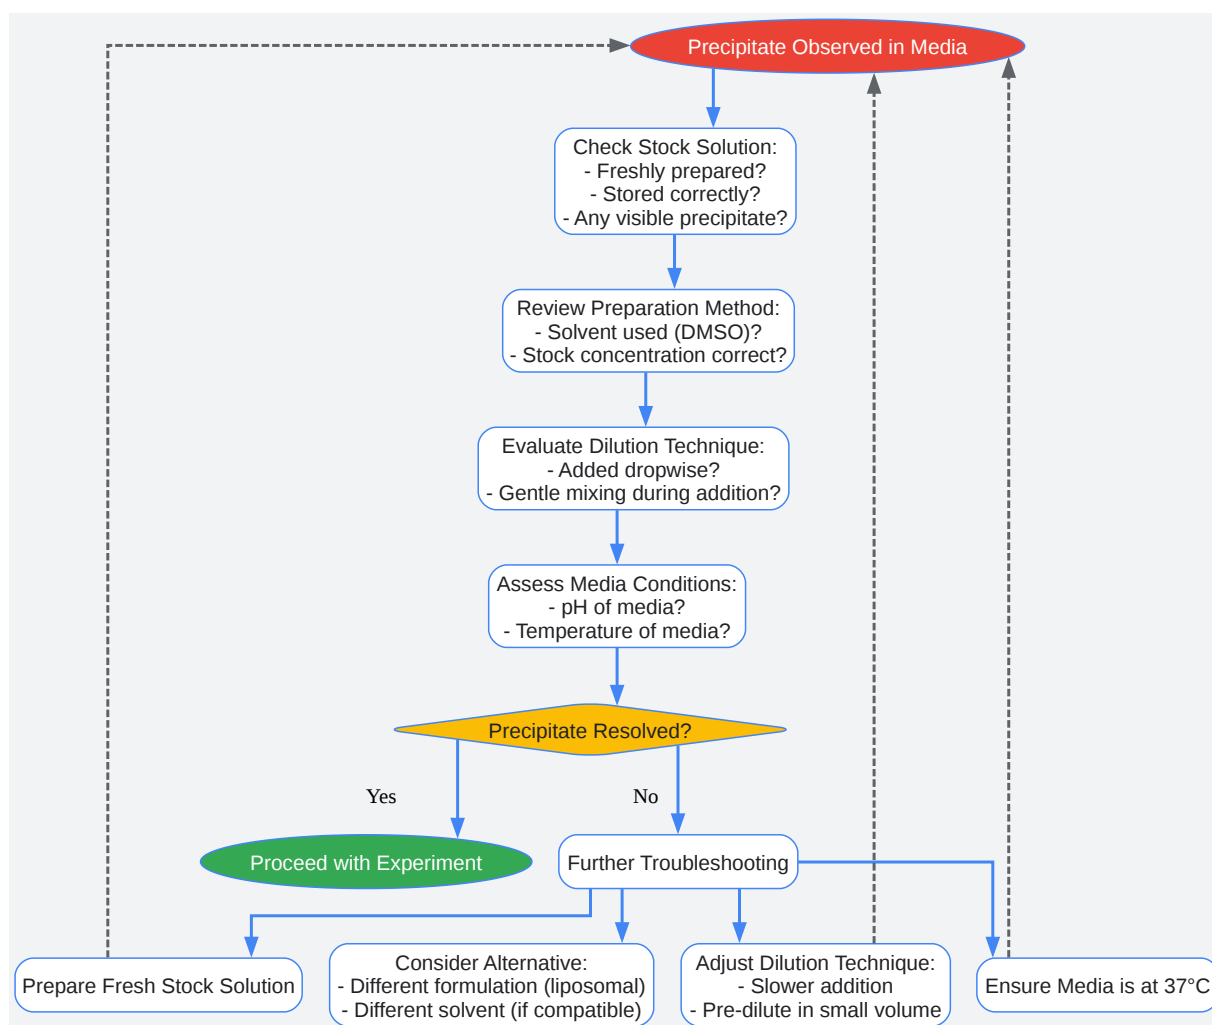 Precipitate Observed in Media
Check Stock Solution:
- Freshly prepared?
- Stored correctly?
- Any visible precipitate?
Review Preparation Method:
- Solvent used (DMSO)?
- Stock concentration correct?
Evaluate Dilution Technique:
- Added dropwise?
- Gentle mixing during addition?
Assess Media Conditions:
- pH of media?
- Temperature of media?
Precipitate Resolved?
Yes
No
Proceed with Experiment
Further Troubleshooting
Prepare Fresh Stock Solution
Consider Alternative:
- Different formulation (liposomal)
- Different solvent (if compatible)
Adjust Dilution Technique:
- Slower addition
- Pre-dilute in small volume
Ensure Media is at 37°C